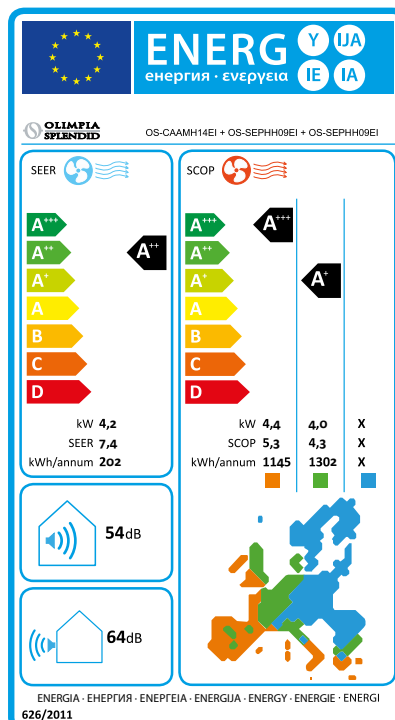 ENERG Y IJA
енергия · ενεργεια IE IA
OLIMPIA
SPLENDID
OS-CAAMH14EI + OS-SEPHH09EI + OS-SEPHH09EI
SEER
A+++
A++
A+
A
B
C
D
A++
kW 4,2
SEER 7,4
kWh/annum 202
SCOP
A+++
A++
A+
A
B
C
D
A+++
A+
kW 4,4 4,0 X
SCOP 5,3 4,3 X
kWh/annum 1145 1302 X
54dB
64dB
ENERGIA · ЕНЕРГИЯ · ΕΝΕΡΓΕΙΑ · ENERGIJA · ENERGY · ENERGIE · ENERGI
626/2011